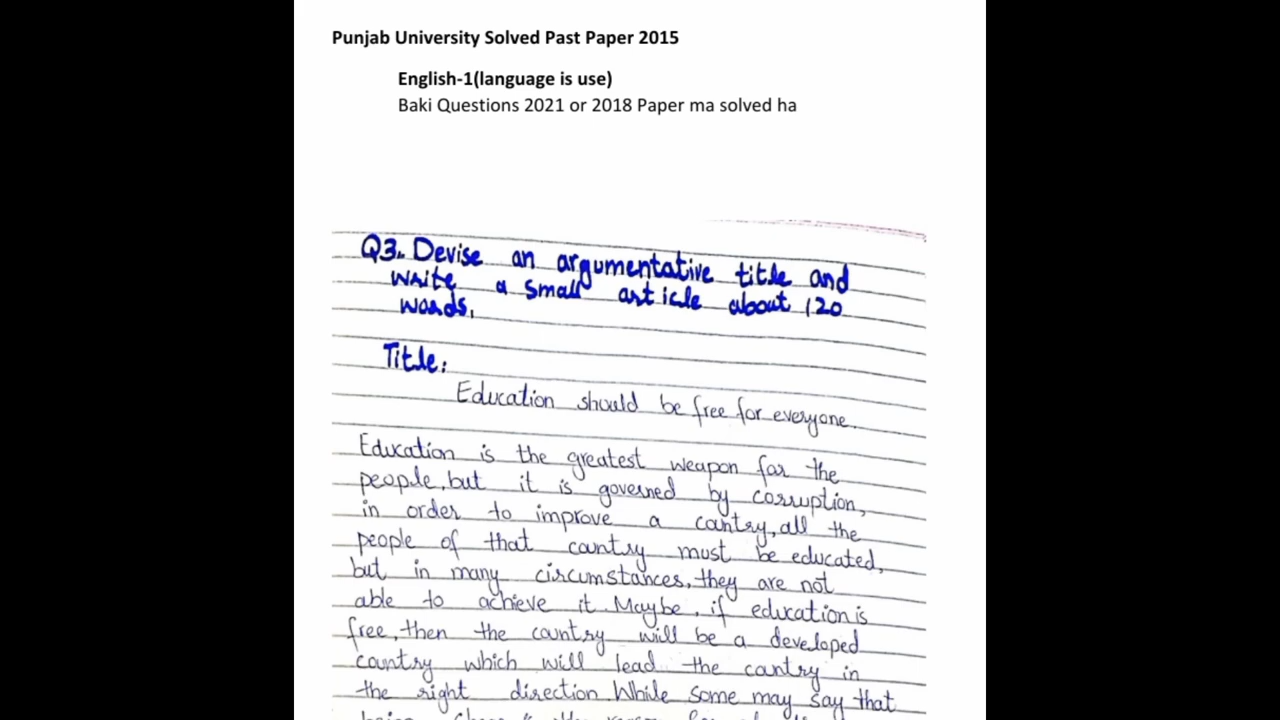 Punjab University Solved Past Paper 2015
English-1(language is use)
Baki Questions 2021 or 2018 Paper ma solved ha
Q3. Devise an argumentative title and
write a small article about 120
words.
Title:
Education should be free for everyone.
Education is the greatest weapon for the
people, but it is governed by corruption,
in order to improve a cantry, all the
people of that country must be educated,
but in many circumstances, they are not
able to achieve it. Maybe, if education is
free, then the country will be a developed
country which will lead the cantry in
the right direction. While some may say that